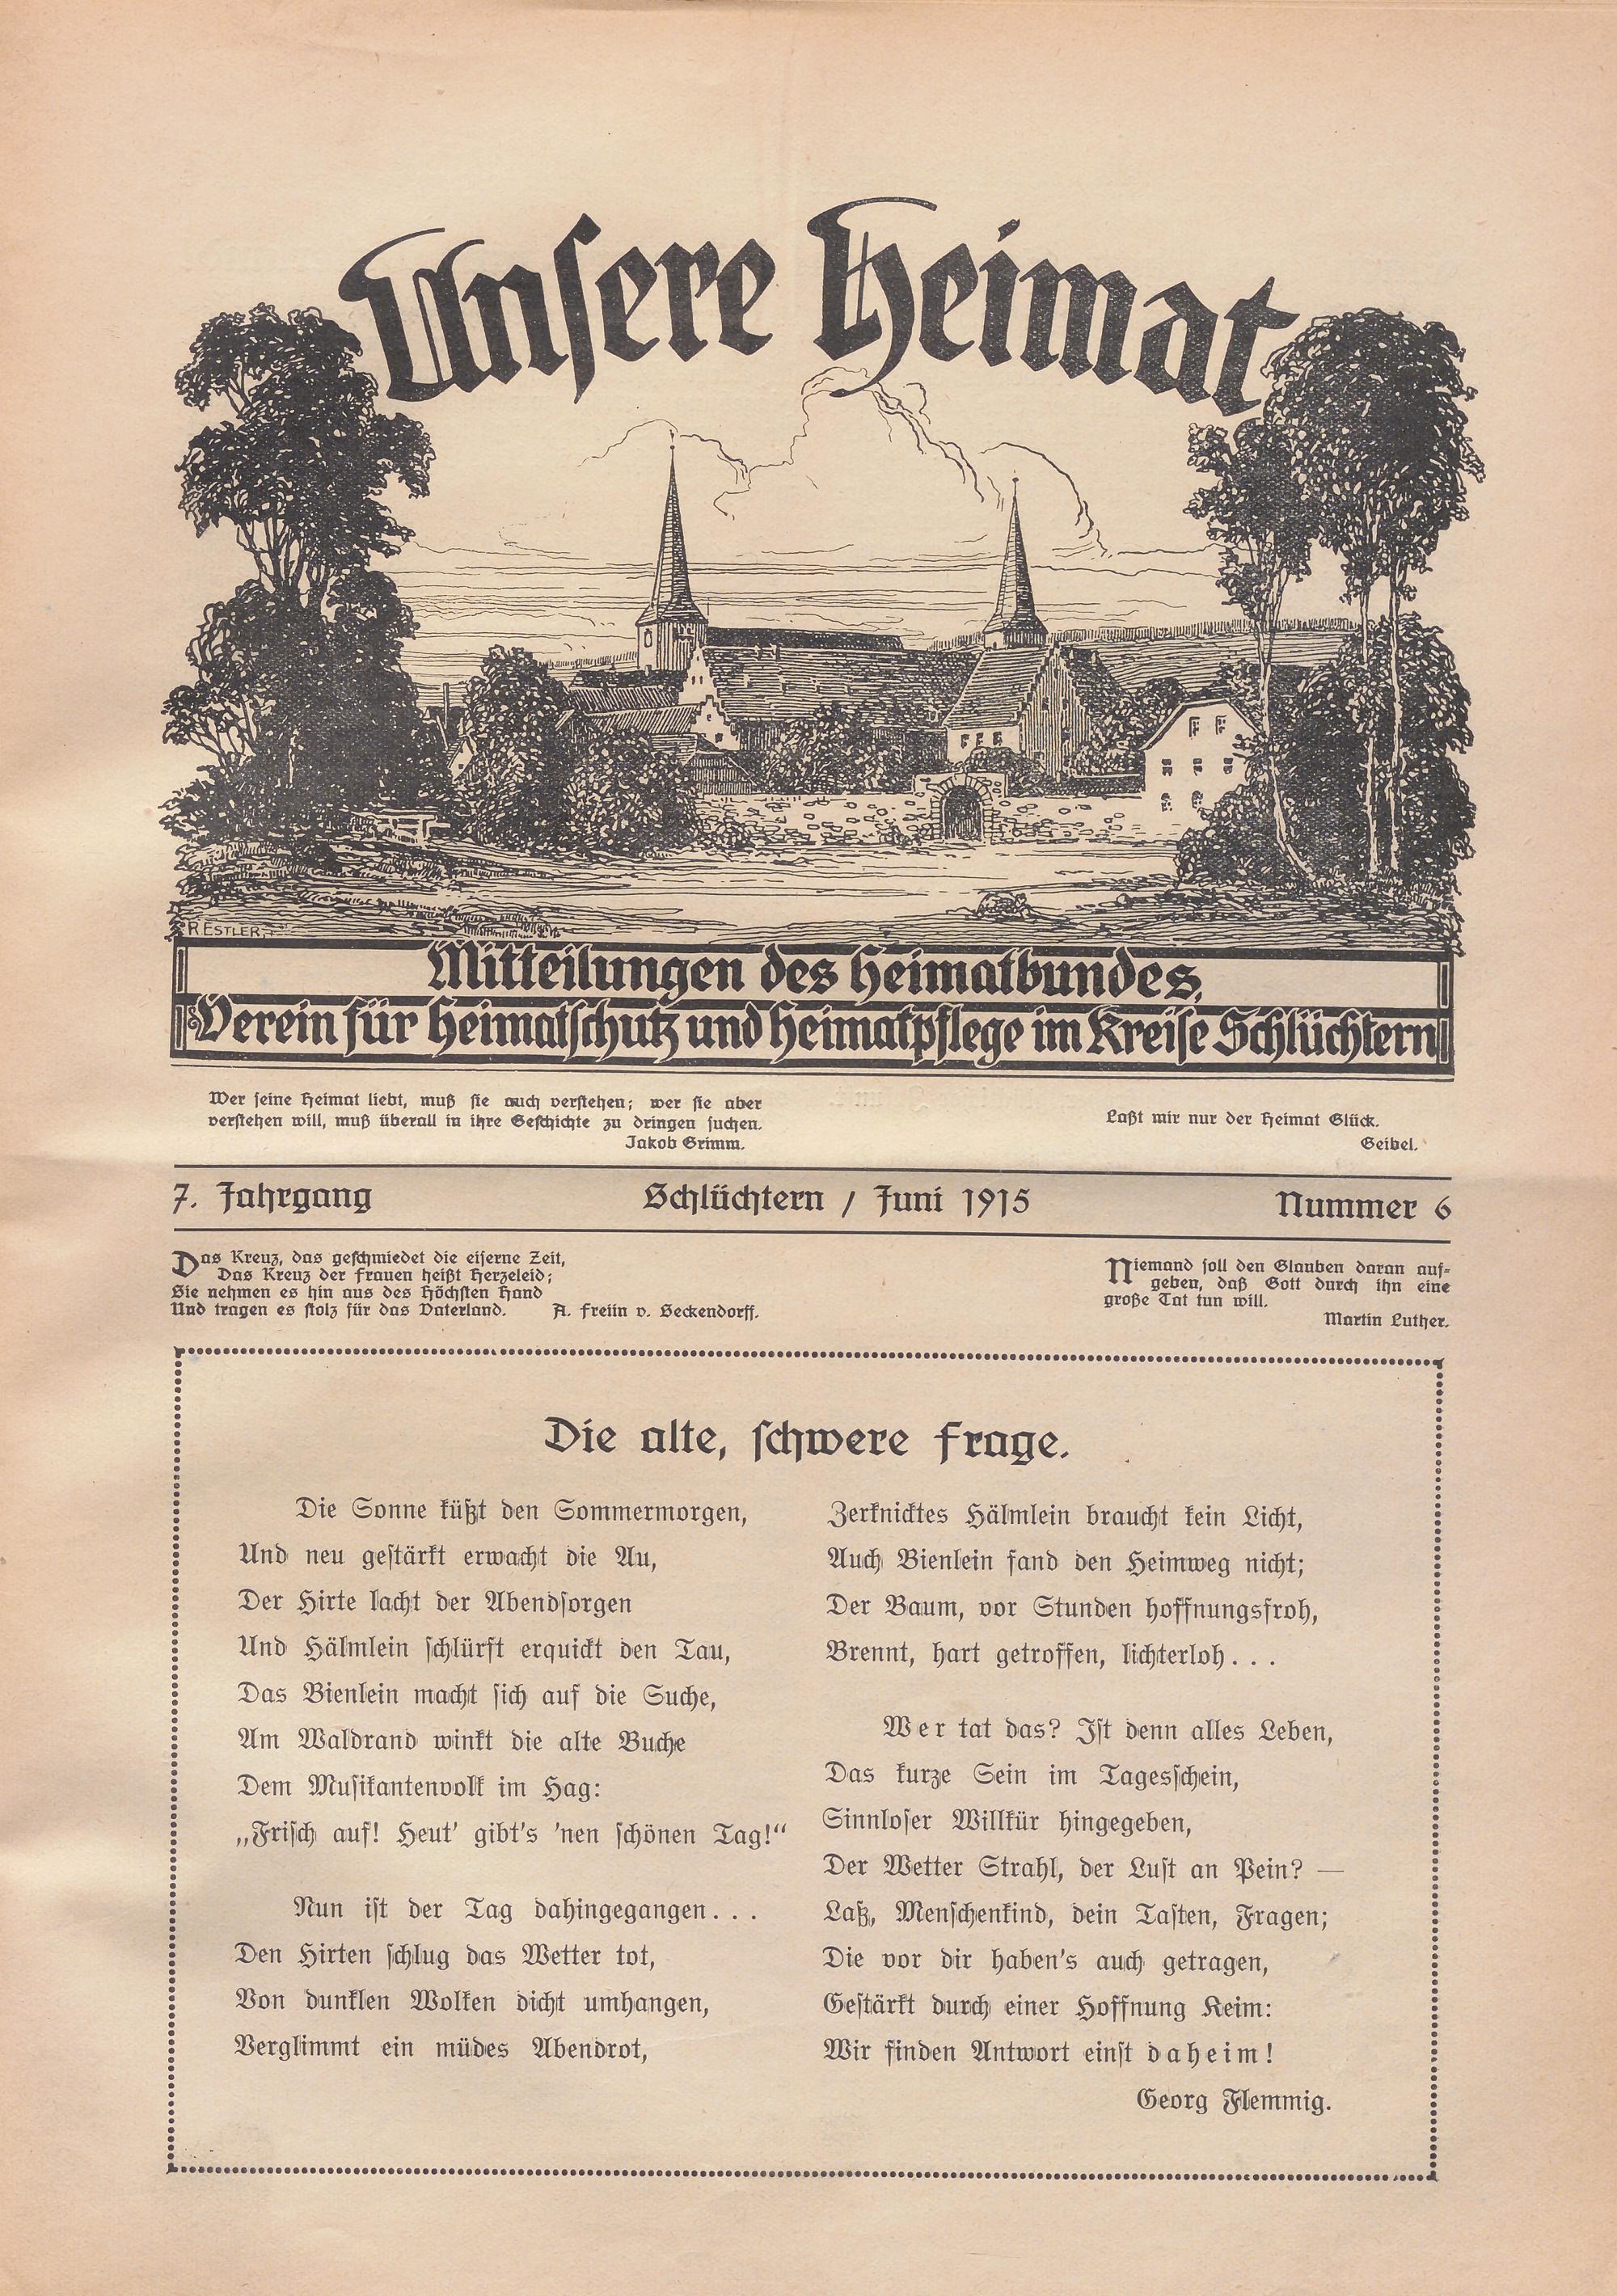 Unsere Heimat
R ESTLER.
Mitteilungen des Heimatbundes,
Verein für Heimatschutz und Heimatpflege im Kreise Schlüchtern
Wer seine Heimat liebt, muß sie auch verstehen; wer sie aber
verstehen will, muß überall in ihre Geschichte zu dringen suchen.
Jakob Grimm.
Laßt mir nur der Heimat Glück.
Geibel.
7. Jahrgang Schlüchtern / Juni 1915 Nummer 6
Das Kreuz, das geschmiedet die eiserne Zeit,
Das Kreuz der Frauen heißt Herzeleid;
Sie nehmen es hin aus des Höchsten Hand
Und tragen es stolz für das Vaterland. A. Freiin v. Seckendorff.
Niemand soll den Glauben daran auf-
geben, daß Gott durch ihn eine
große Tat tun will.
Martin Luther.
Die alte, schwere Frage.
Die Sonne küßt den Sommermorgen,
Und neu gestärkt erwacht die Au,
Der Hirte lacht der Abendsorgen
Und Hälmlein schlürft erquickt den Tau,
Das Bienlein macht sich auf die Suche,
Am Waldrand winkt die alte Buche
Dem Musikantenvolk im Hag:
„Frisch auf! Heut' gibt's 'nen schönen Tag!“
Nun ist der Tag dahingegangen . . .
Den Hirten schlug das Wetter tot,
Von dunklen Wolken dicht umhangen,
Verglimmt ein müdes Abendrot,
Zerknicktes Hälmlein braucht kein Licht,
Auch Bienlein fand den Heimweg nicht;
Der Baum, vor Stunden hoffnungsfroh,
Brennt, hart getroffen, lichterloh . . .
Wer tat das? Ist denn alles Leben,
Das kurze Sein im Tagesschein,
Sinnloser Willkür hingegeben,
Der Wetter Strahl, der Lust an Pein? —
Laß, Menschenkind, dein Tasten, Fragen;
Die vor dir haben's auch getragen,
Gestärkt durch einer Hoffnung Keim:
Wir finden Antwort einst daheim!
Georg Flemmig.